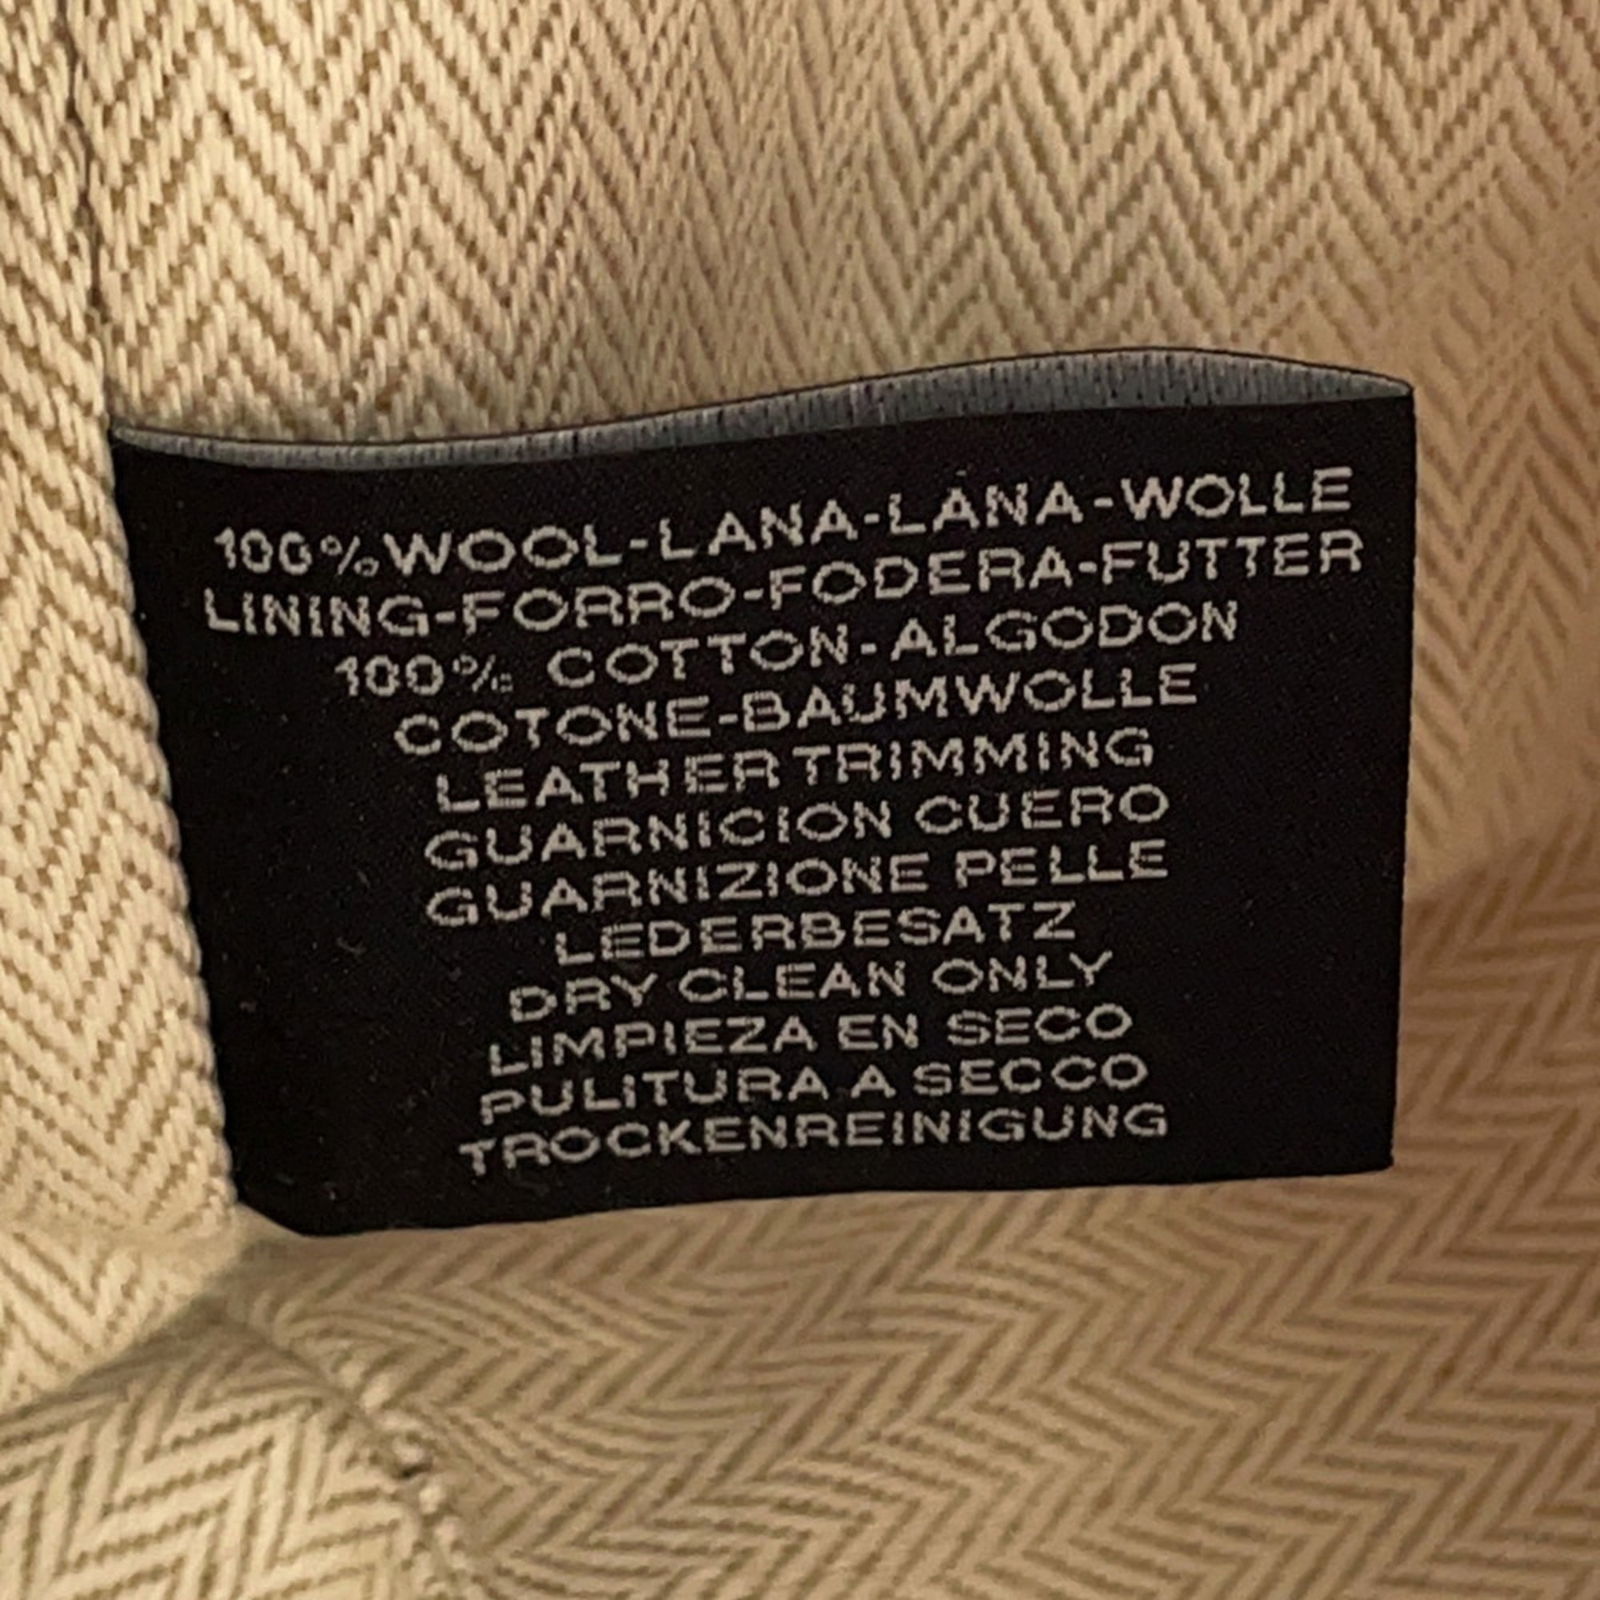 100%WOOL-LANA-LANA-WOLLE
LINING-FORRO-FODERA-FUTTER
100% COTTON-ALGODON
COTONE-BAUMWOLLE
LEATHER TRIMMING
GUARNICION CUERO
GUARNIZIONE PELLE
LEDERBESATZ
DRY CLEAN ONLY
LIMPIEZA EN SECO
PULITURA A SECCO
TROCKENREINIGUNG